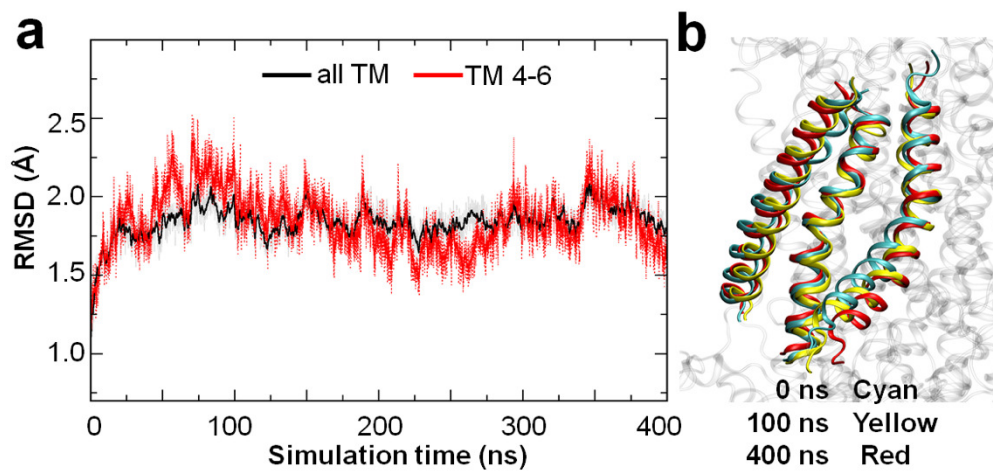 a
b
all TM
TM 4-6
RMSD (Å)
2.5
2.0
1.5
1.0
0
100
200
300
400
Simulation time (ns)
0 ns Cyan
100 ns Yellow
400 ns Red